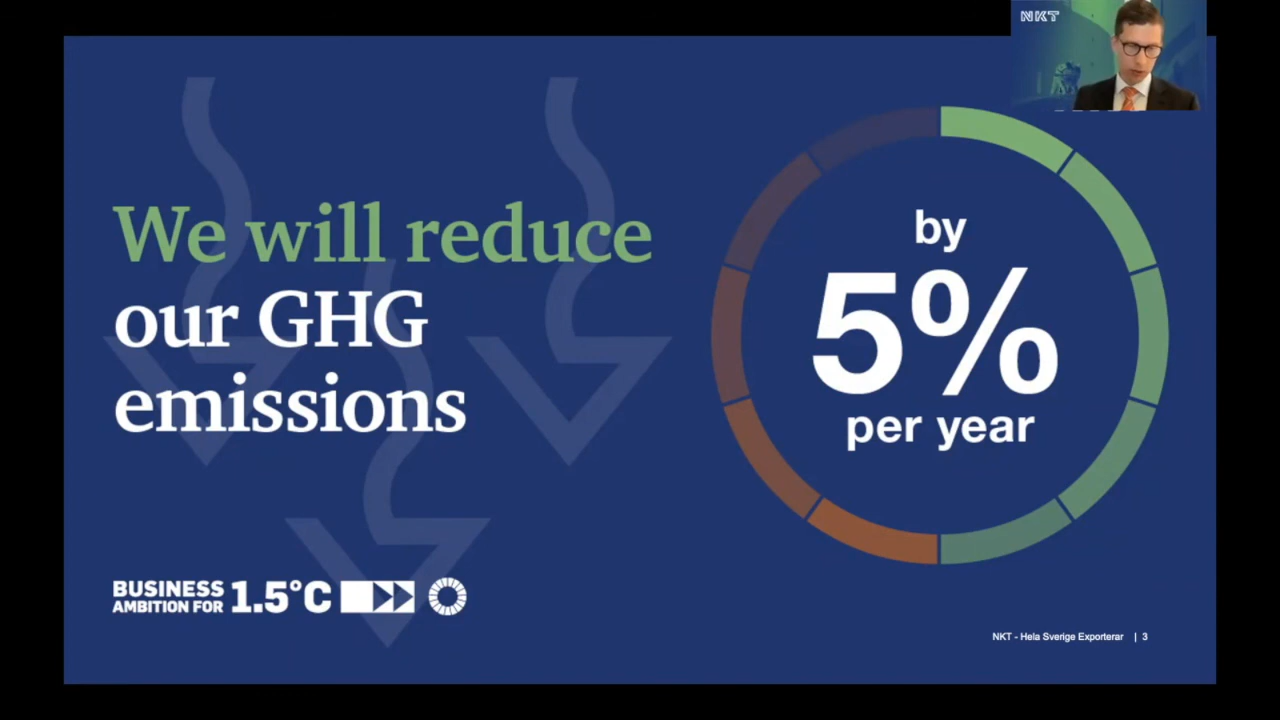 NKT
We will reduce
our GHG
emissions
by
5%
per year
BUSINESS
AMBITION FOR
1.5°C
NKT - Hela Sverige Exporterar | 3